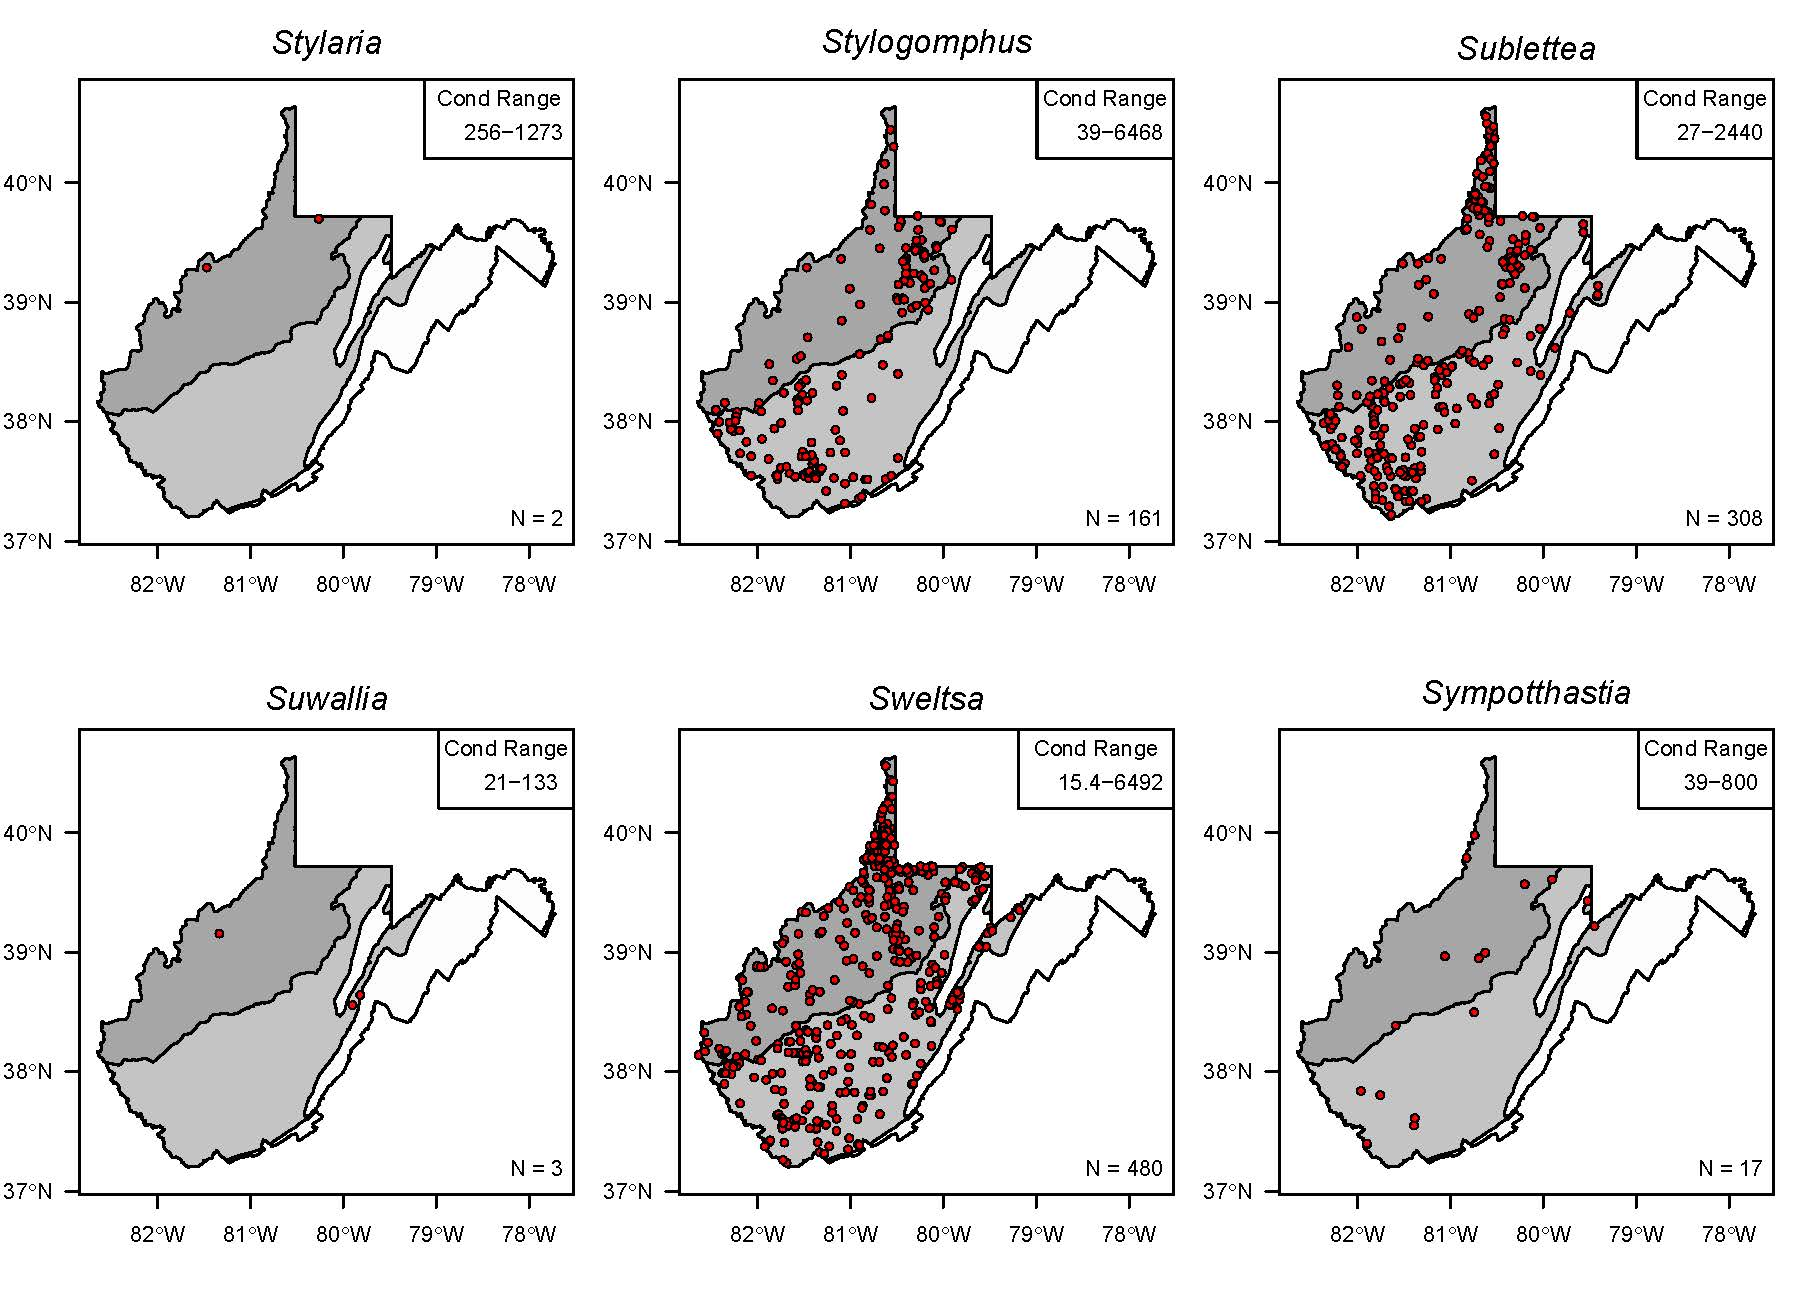 Stylaria
Cond Range
256−1273
40°N
39°N
38°N
37°N
N = 2
82°W 81°W 80°W 79°W 78°W
Stylogomphus
Cond Range
39−6468
40°N
39°N
38°N
37°N
N = 161
82°W 81°W 80°W 79°W 78°W
Sublettea
Cond Range
27−2440
40°N
39°N
38°N
37°N
N = 308
82°W 81°W 80°W 79°W 78°W
Suwallia
Cond Range
21−133
40°N
39°N
38°N
37°N
N = 3
82°W 81°W 80°W 79°W 78°W
Sweltsa
Cond Range
15.4−6492
40°N
39°N
38°N
37°N
N = 480
82°W 81°W 80°W 79°W 78°W
Sympotthastia
Cond Range
39−800
40°N
39°N
38°N
37°N
N = 17
82°W 81°W 80°W 79°W 78°W